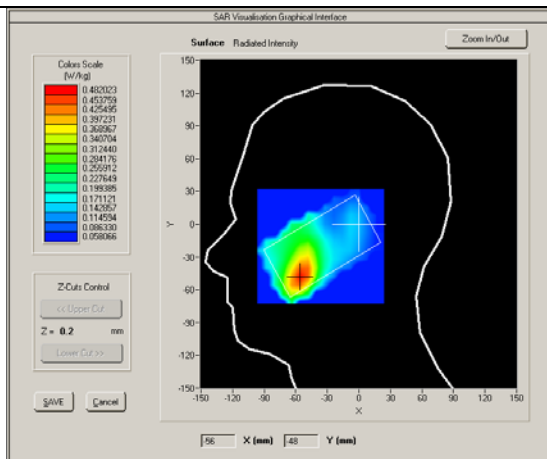 SAR Visualisation Graphical Interface
Surface Radiated Intensity
Zoom In/Out
Colors Scale
(W/kg)
0.482023
0.453759
0.425495
0.397231
0.368967
0.340704
0.312440
0.284176
0.255912
0.227649
0.199385
0.171121
0.142857
0.114594
0.086330
0.058066
Z-Cuts Control
<< Upper Cut
Z = 0.2 mm
Lower Cut >>
SAVE Cancel
150
120
90
60
30
0
-30
-60
-90
-120
-150
Y
-150 -120 -90 -60 -30 0 30 60 90 120 150
X
-56 X (mm) -48 Y (mm)